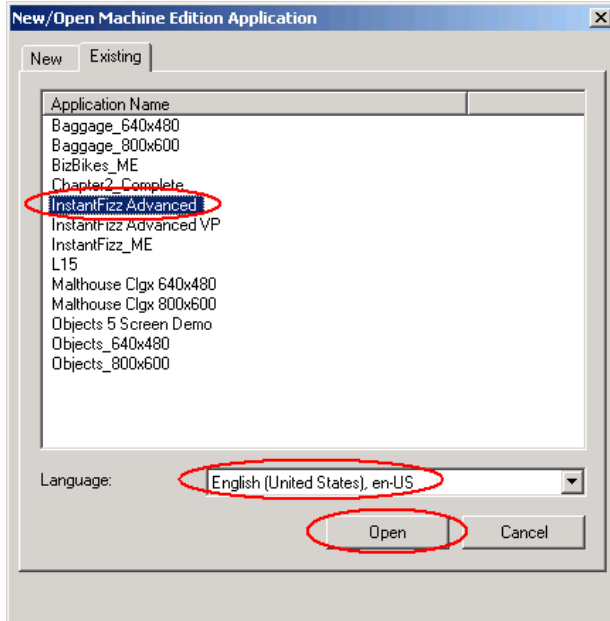 New/Open Machine Edition Application
New Existing
Application Name
Baggage_640x480
Baggage_800x600
BizBikes_ME
Chapter2_Complete
InstantFizz Advanced
InstantFizz Advanced VP
InstantFizz_ME
L15
Malthouse Clgx 640x480
Malthouse Clgx 800x600
Objects 5 Screen Demo
Objects_640x480
Objects_800x600
Language: English (United States), en-US
Open Cancel